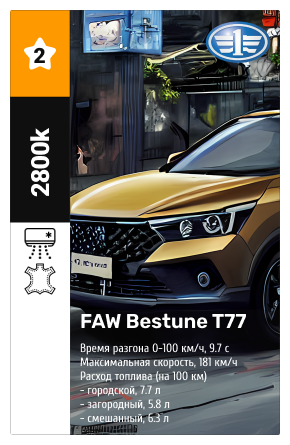 2
2800k
FAW Bestune T77
Время разгона 0-100 км/ч, 9.7 с
Максимальная скорость, 181 км/ч
Расход топлива (на 100 км)
- городской, 7.7 л
- загородный, 5.8 л
- смешанный, 6.3 л